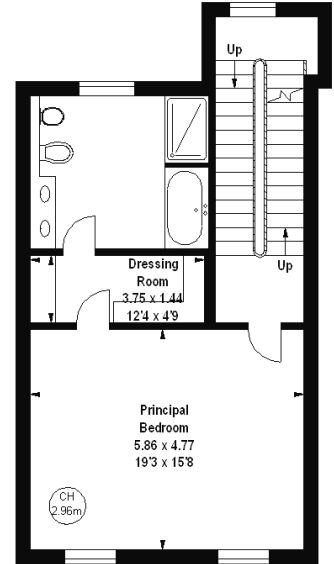 Up
Up
Dressing
Room
3.75 x 1.44
12'4 x 4'9
Principal
Bedroom
5.86 x 4.77
19'3 x 15'8
CH
2.96m